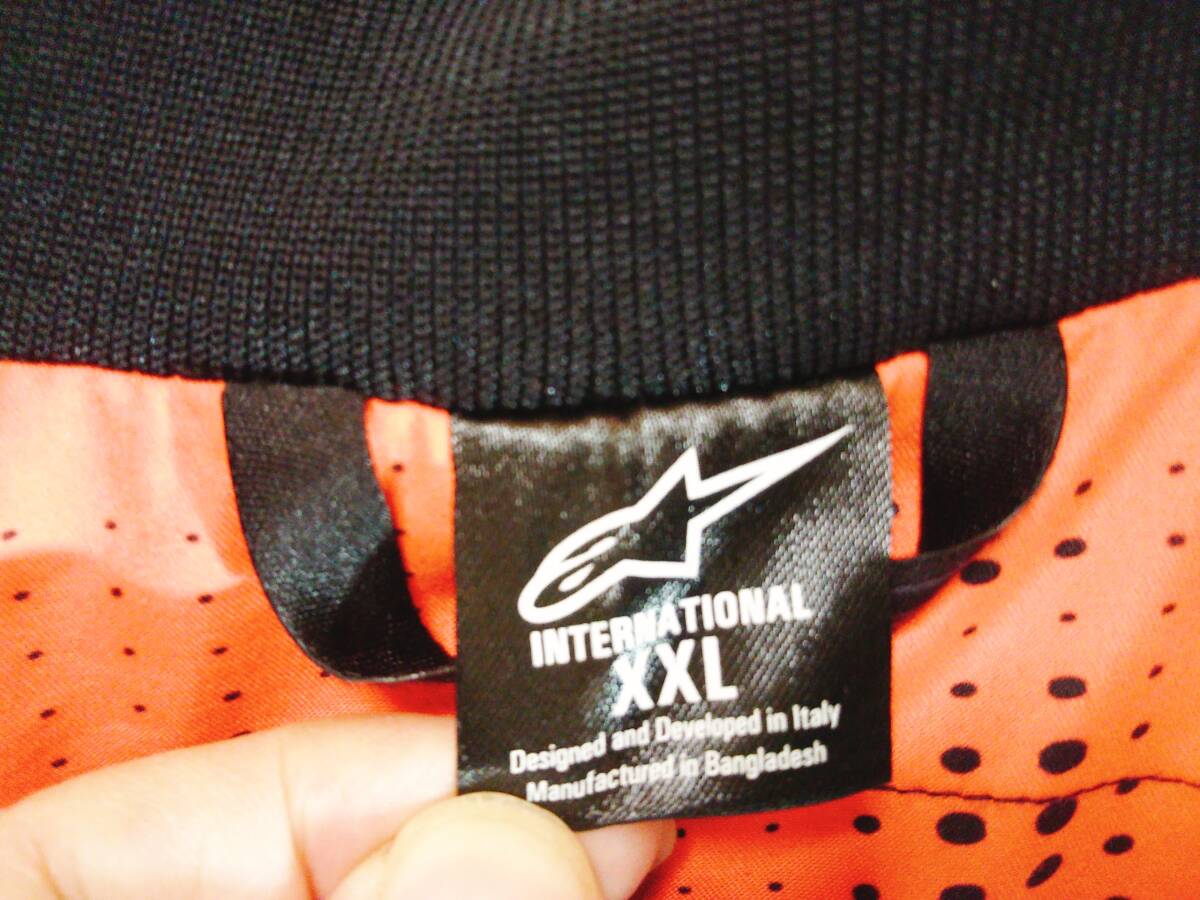 INTERNATIONAL
XXL
Designed and Developed in Italy
Manufactured in Bangladesh